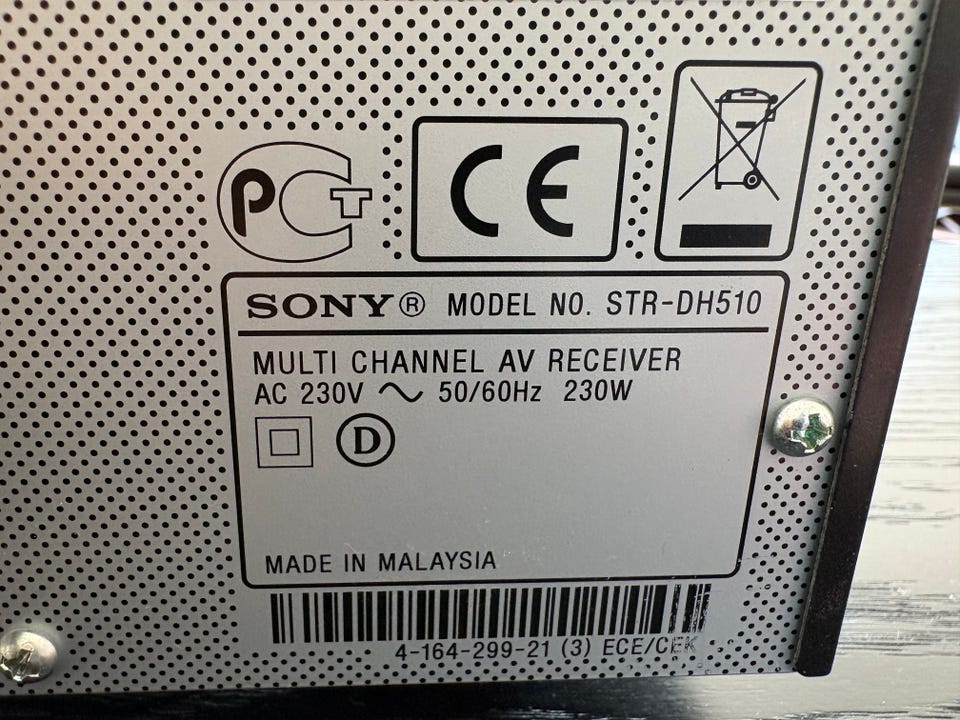 PCT
CE
SONY® MODEL NO. STR-DH510
MULTI CHANNEL AV RECEIVER
AC 230V ~ 50/60Hz 230W
D
MADE IN MALAYSIA
4-164-299-21 (3) ECE/CEK